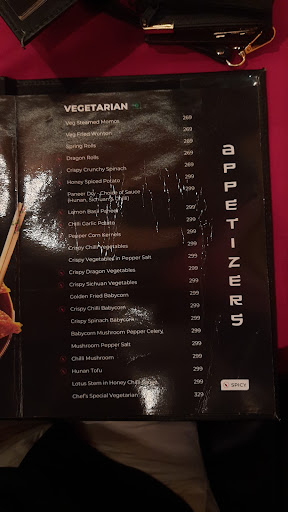 VEGETARIAN
Veg Steamed Momos 269
Veg Fried Wonton 269
Spring Rolls 269
Dragon Rolls 269
Crispy Crunchy Spinach 269
Honey Spiced Potato 299
Paneer Dry - Choice of Sauce 299
(Hunan, Sichuan, Chilli)
Lemon Basil Paneer 299
Chilli Garlic Potato 299
Pepper Corn Kernels 299
Crispy Chilli Vegetables 299
Crispy Vegetables in Pepper Salt 299
Crispy Dragon Vegetables 299
Crispy Sichuan Vegetables 299
Golden Fried Babycorn 299
Crispy Chilli Babycorn 299
Crispy Spinach Babycorn 299
Babycorn Mushroom Pepper Celery 299
Mushroom Pepper Salt 299
Chilli Mushroom 299
Hunan Tofu 299
Lotus Stem in Honey Chilli Sauce 299
Chef's Special Vegetarian 329
APPETIZERS
SPICY